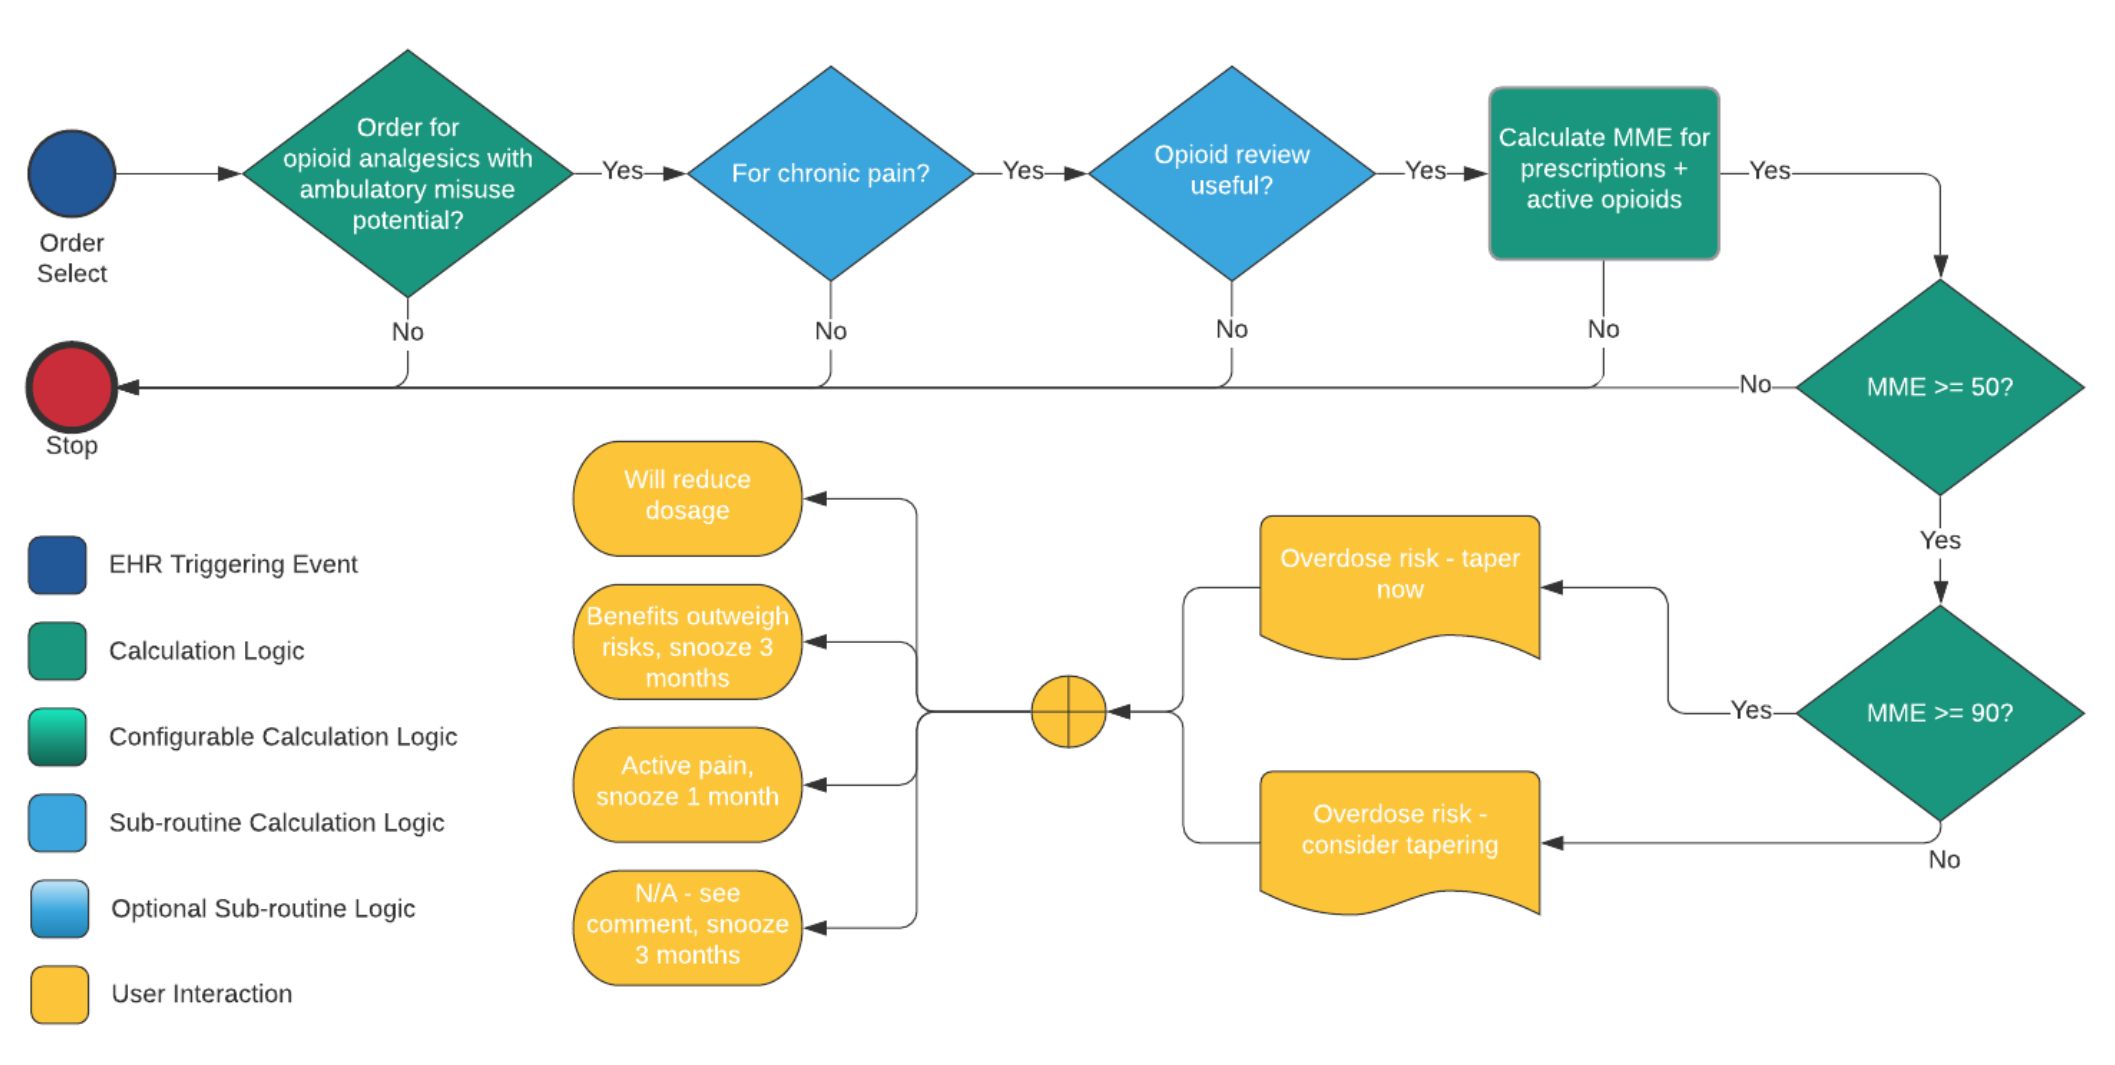 Order for
opioid analgesics with
ambulatory misuse
potential?
Yes
For chronic pain?
Yes
Opioid review
useful?
Yes
Calculate MME for
prescriptions +
active opioids
Yes
Order
Select
No
No
No
No
No
MME >= 50?
Stop
Yes
Will reduce
dosage
Overdose risk - taper
now
Benefits outweigh
risks, snooze 3
months
Yes
MME >= 90?
Active pain,
snooze 1 month
Overdose risk -
consider tapering
No
N/A - see
comment, snooze
3 months
EHR Triggering Event
Calculation Logic
Configurable Calculation Logic
Sub-routine Calculation Logic
Optional Sub-routine Logic
User Interaction